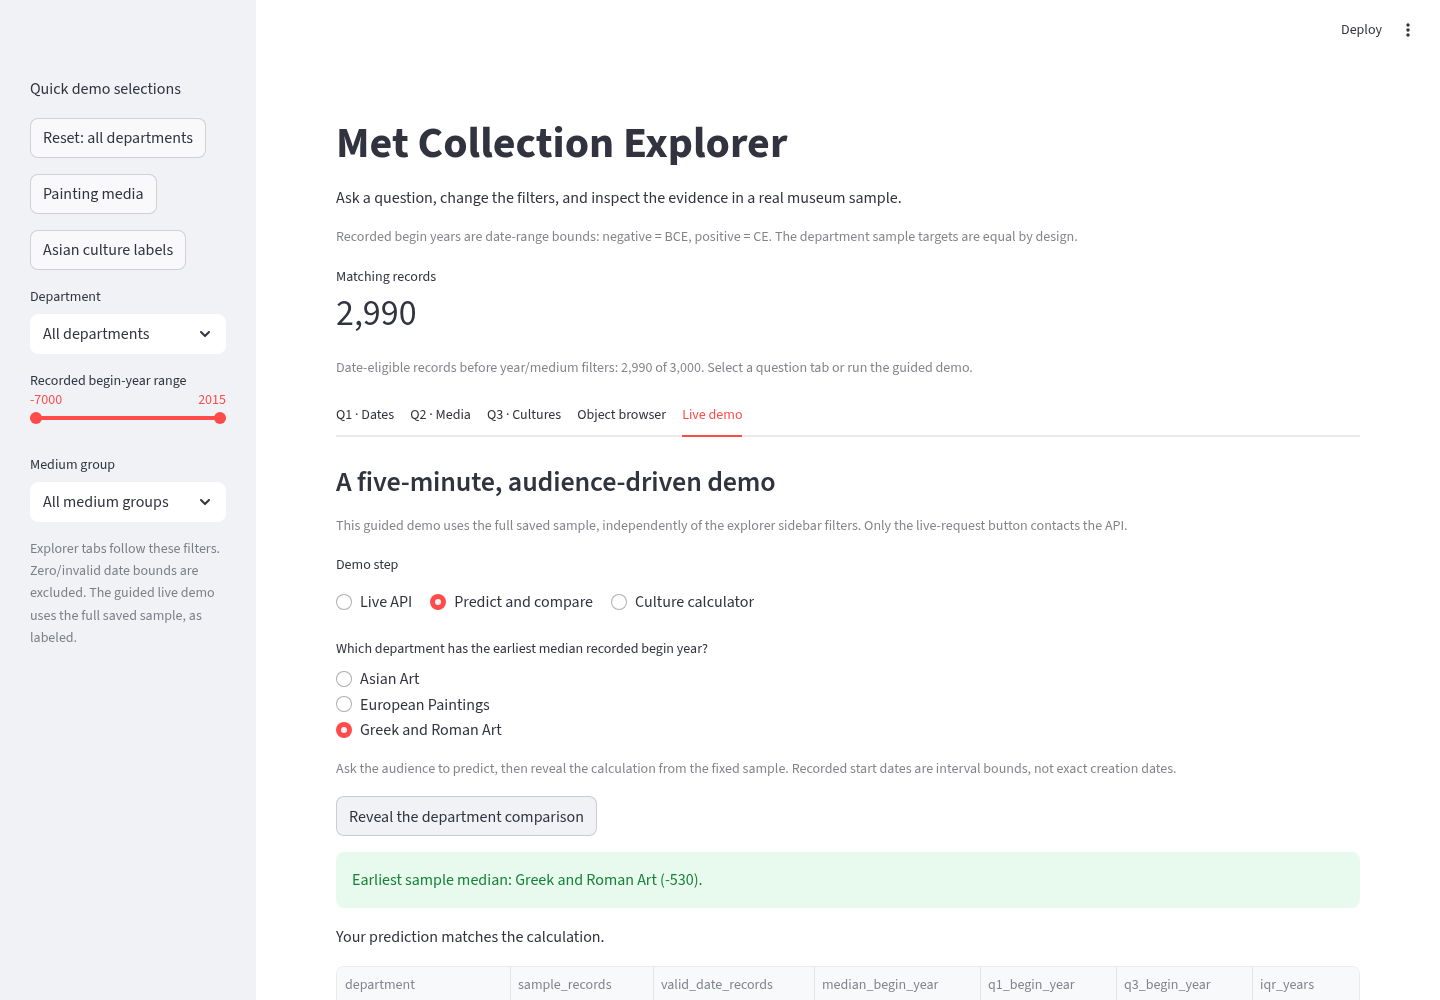 Deploy
Quick demo selections
Reset: all departments
Painting media
Asian culture labels
Department
All departments
Recorded begin-year range
-7000 2015
Medium group
All medium groups
Explorer tabs follow these filters.
Zero/invalid date bounds are
excluded. The guided live demo
uses the full saved sample, as
labeled.
Met Collection Explorer
Ask a question, change the filters, and inspect the evidence in a real museum sample.
Recorded begin years are date-range bounds: negative = BCE, positive = CE. The department sample targets are equal by design.
Matching records
2,990
Date-eligible records before year/medium filters: 2,990 of 3,000. Select a question tab or run the guided demo.
Q1 · Dates Q2 · Media Q3 · Cultures Object browser Live demo
A five-minute, audience-driven demo
This guided demo uses the full saved sample, independently of the explorer sidebar filters. Only the live-request button contacts the API.
Demo step
Live API Predict and compare Culture calculator
Which department has the earliest median recorded begin year?
Asian Art
European Paintings
Greek and Roman Art
Ask the audience to predict, then reveal the calculation from the fixed sample. Recorded start dates are interval bounds, not exact creation dates.
Reveal the department comparison
Earliest sample median: Greek and Roman Art (-530).
Your prediction matches the calculation.
department sample_records valid_date_records median_begin_year q1_begin_year q3_begin_year iqr_years